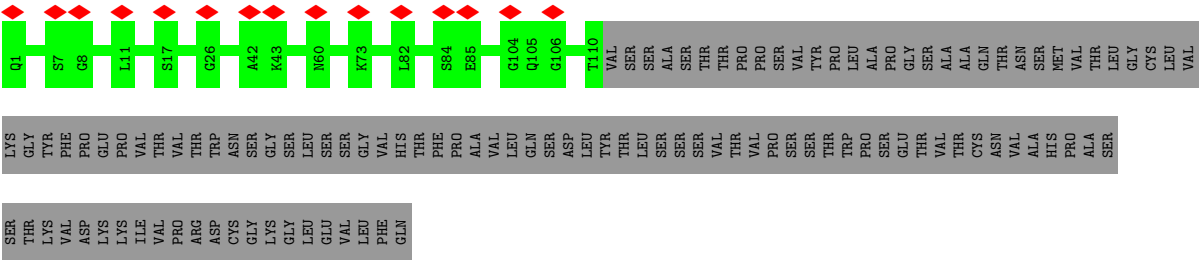 Q1 S7 G8 L11 S17 G26 A42 K43 N60 K73 L82 S84 E85 G104 Q105 G106 T110 VAL SER SER ALA SER THR THR PRO PRO SER VAL TYR PRO LEU ALA PRO GLY SER ALA ALA GLN THR ASN SER MET VAL THR LEU GLY CYS LEU VAL
LYS GLY TYR PHE PRO GLU PRO VAL THR VAL THR TRP ASN SER GLY SER LEU SER SER GLY VAL HIS THR PHE PRO ALA VAL LEU GLN SER ASP LEU TYR THR LEU SER SER SER VAL THR VAL PRO SER SER THR TRP PRO SER GLU THR VAL THR CYS ASN VAL ALA HIS PRO ALA SER
SER THR LYS VAL ASP LYS LYS ILE VAL PRO ARG ASP CYS GLY LYS GLY LEU GLU VAL LEU PHE GLN